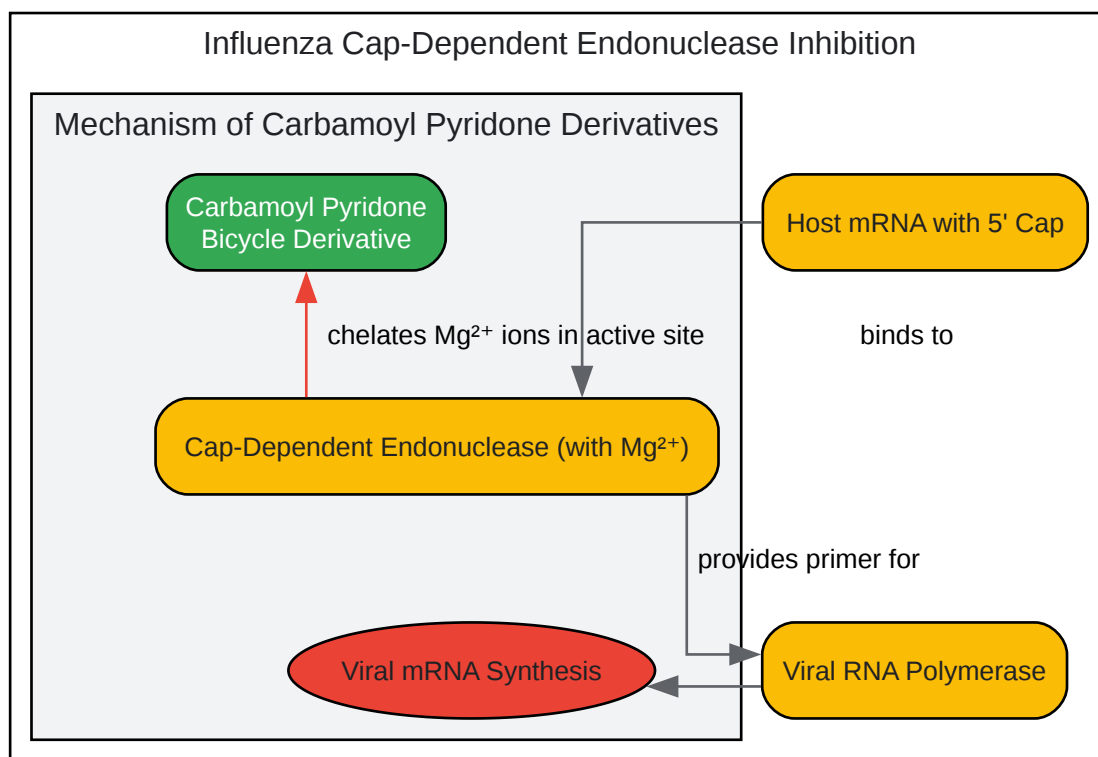 Influenza Cap-Dependent Endonuclease Inhibition
Mechanism of Carbamoyl Pyridone Derivatives
Carbamoyl Pyridone
Bicycle Derivative
Host mRNA with 5' Cap
chelates Mg²⁺ ions in active site
binds to
Cap-Dependent Endonuclease (with Mg²⁺)
provides primer for
Viral mRNA Synthesis
Viral RNA Polymerase